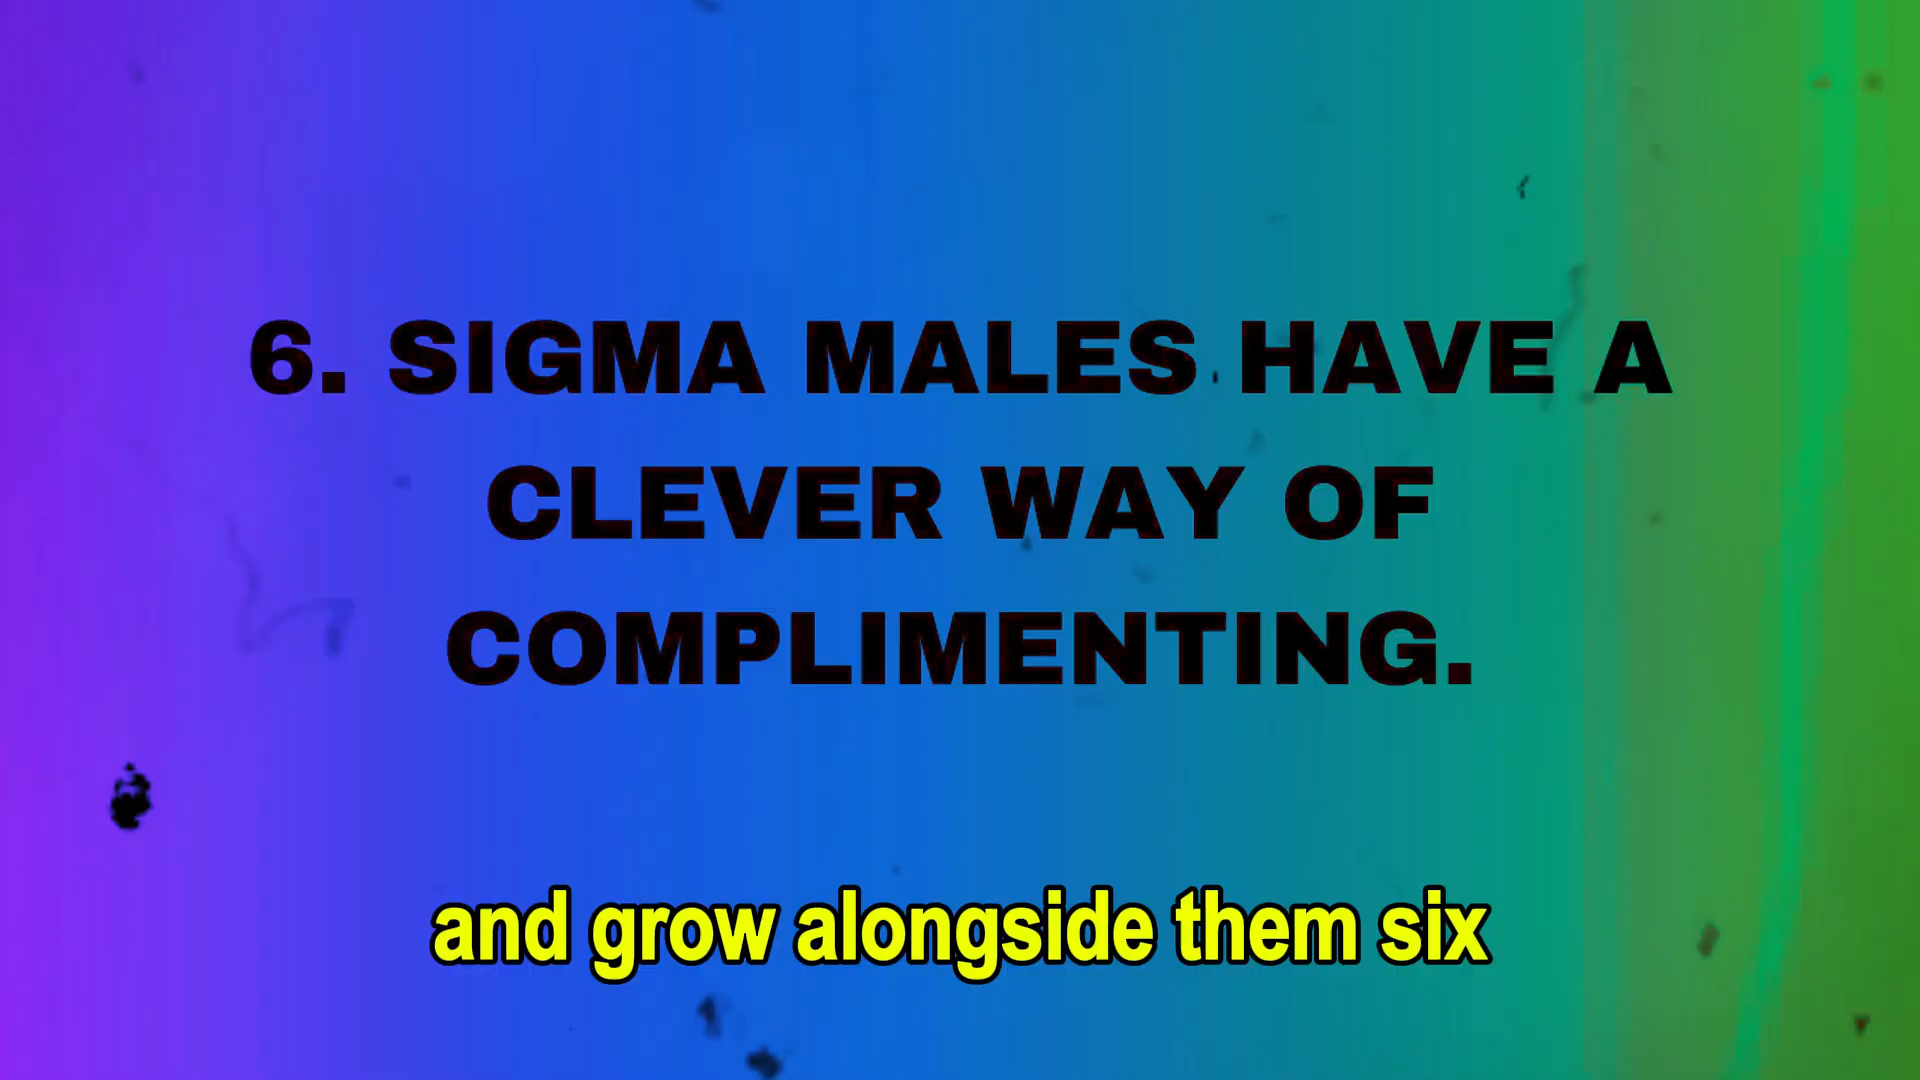 6. SIGMA MALES HAVE A
CLEVER WAY OF
COMPLIMENTING.
and grow alongside them six